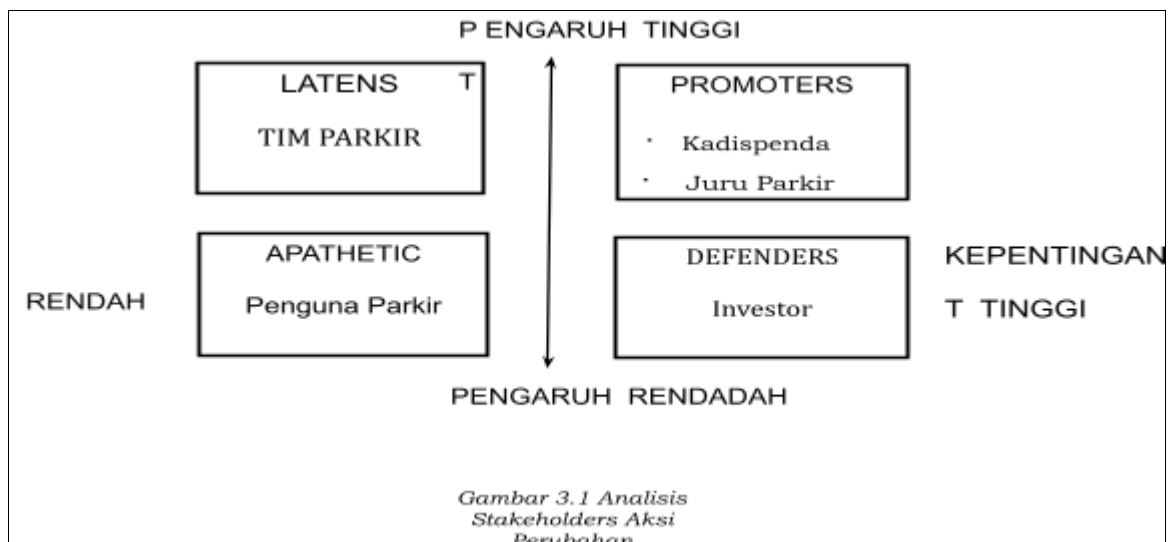 P ENGARUH TINGGI
LATENS T
TIM PARKIR
PROMOTERS
· Kadispenda
· Juru Parkir
RENDAH
APATHETIC
Penguna Parkir
DEFENDERS
Investor
KEPENTINGAN
T TINGGI
PENGARUH RENDADAH
Gambar 3.1 Analisis
Stakeholders Aksi
Perubahan